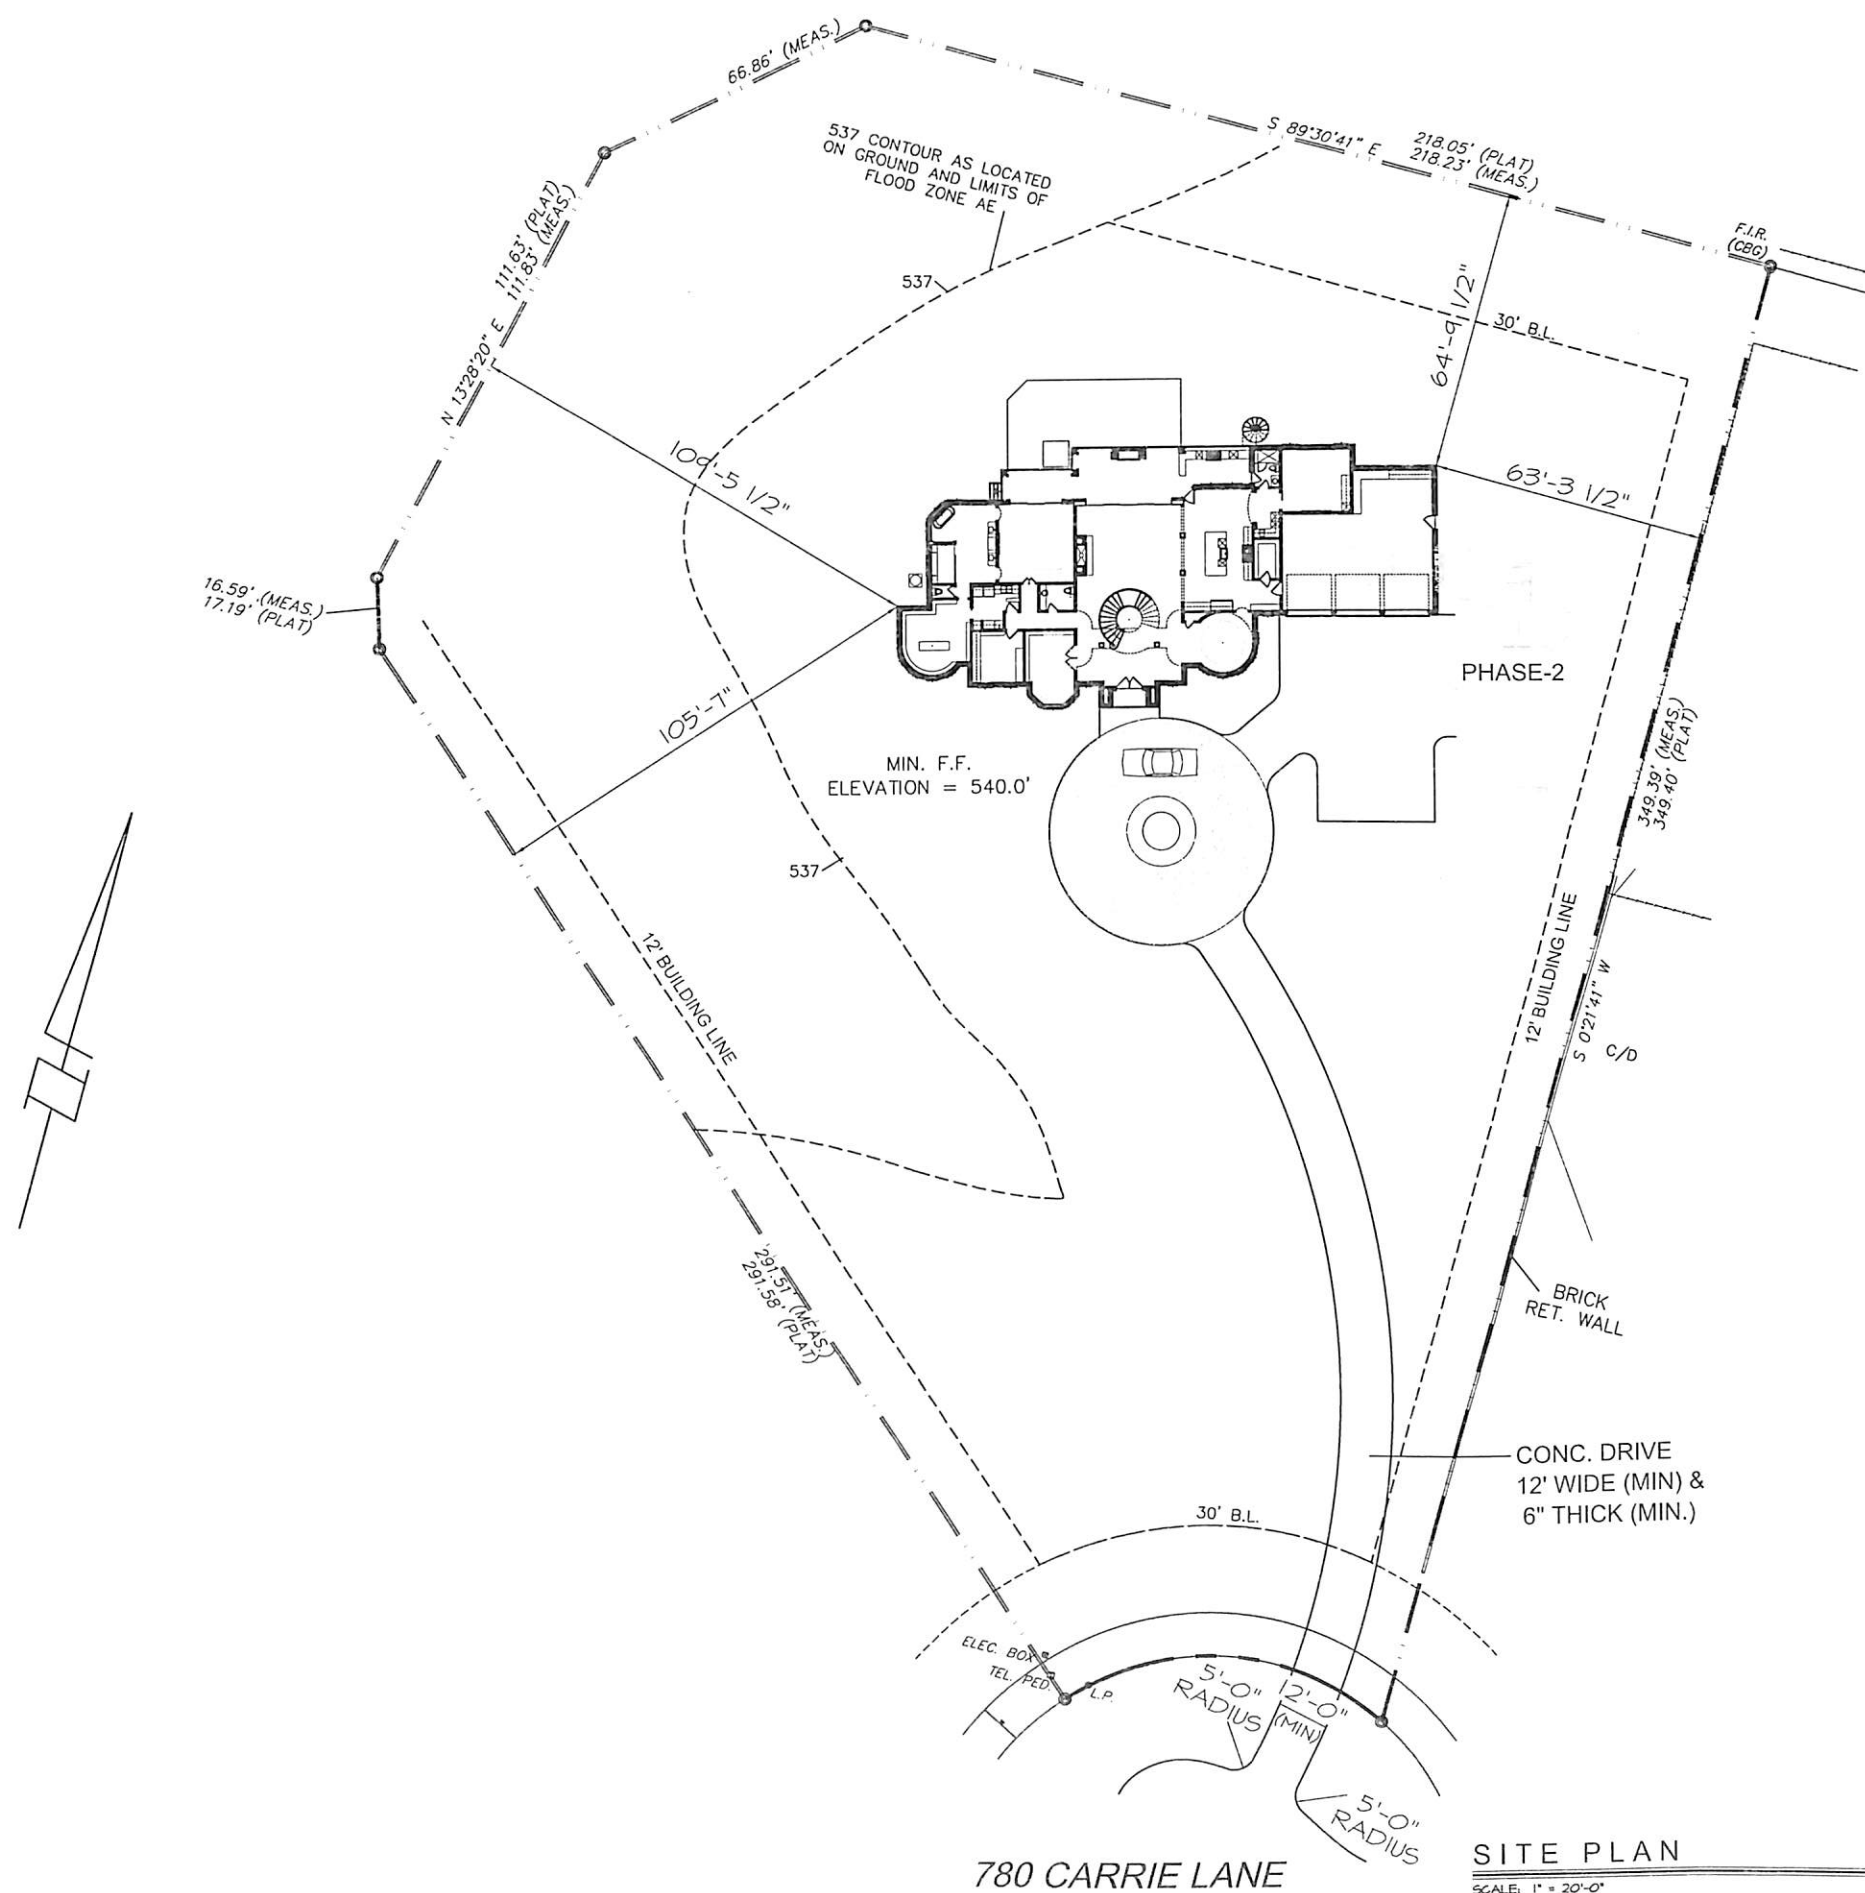 66.86' (MEAS.)
537 CONTOUR AS LOCATED
ON GROUND AND LIMITS OF
FLOOD ZONE AE
S 89°30'41" E
218.05' (PLAT)
218.23' (MEAS.)
F.I.R.
(CBG)
111.63' (PLAT)
111.83' (MEAS.)
N 13°28'20" E
537
64'-9 1/2"
30' B.L.
109'-5 1/2"
63'-3 1/2"
16.59' (MEAS.)
17.19' (PLAT)
105'-7"
PHASE-2
MIN. F.F.
ELEVATION = 540.0'
349.39' (MEAS.)
349.40' (PLAT)
537
12' BUILDING LINE
12' BUILDING LINE
S 0°21'41" W
C/D
291.51' (MEAS.)
291.58' (PLAT)
BRICK
RET. WALL
CONC. DRIVE
12' WIDE (MIN) &
6" THICK (MIN.)
30' B.L.
ELEC. BOX
TEL. PED.
L.P.
5'-0"
RADIUS
12'-0"
(MIN)
5'-0"
RADIUS
780 CARRIE LANE
SITE PLAN
SCALE: 1" = 20'-0"